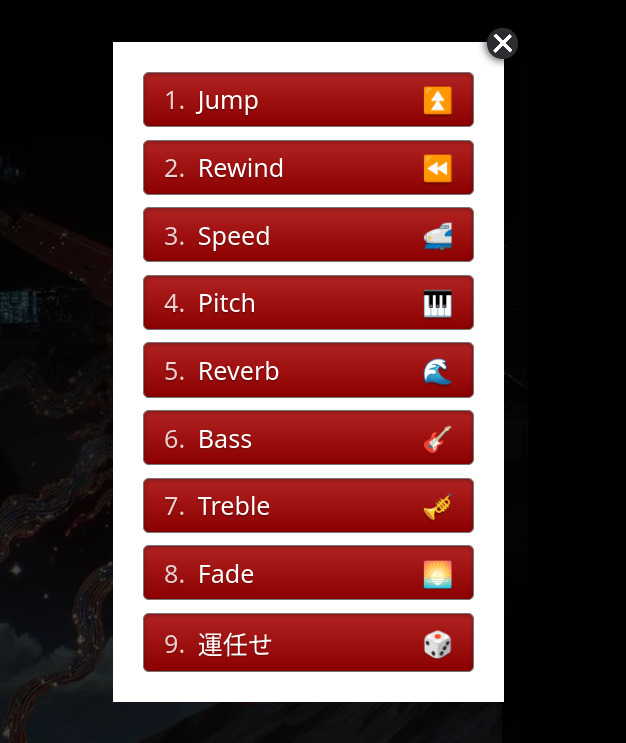 1. Jump
2. Rewind
3. Speed
4. Pitch
5. Reverb
6. Bass
7. Treble
8. Fade
9. 運任せ